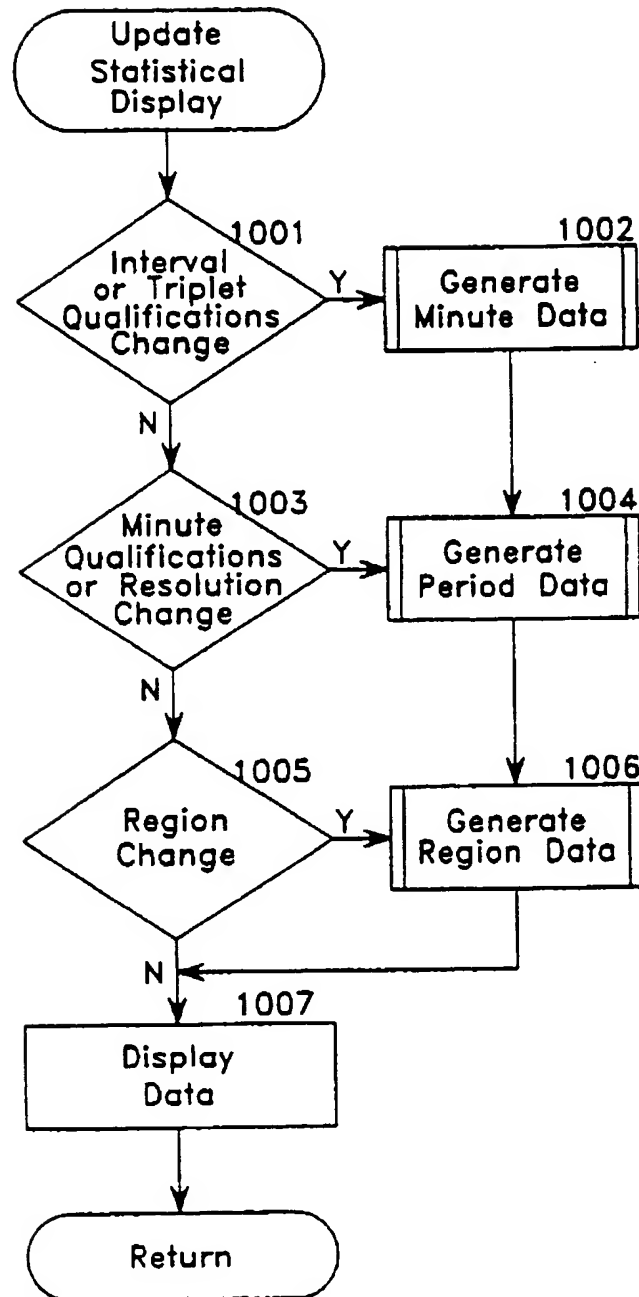 Update
Statistical
Display
1001
Interval
or Triplet
Qualifications
Change
Y
1002
Generate
Minute Data
N
1003
Minute
Qualifications
or Resolution
Change
Y
1004
Generate
Period Data
N
1005
Region
Change
Y
1006
Generate
Region Data
N
1007
Display
Data
Return